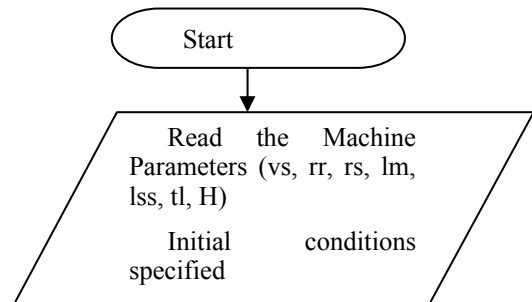 Start
Read the Machine
Parameters (vs, rr, rs, lm,
lss, tl, H)
Initial conditions
specified